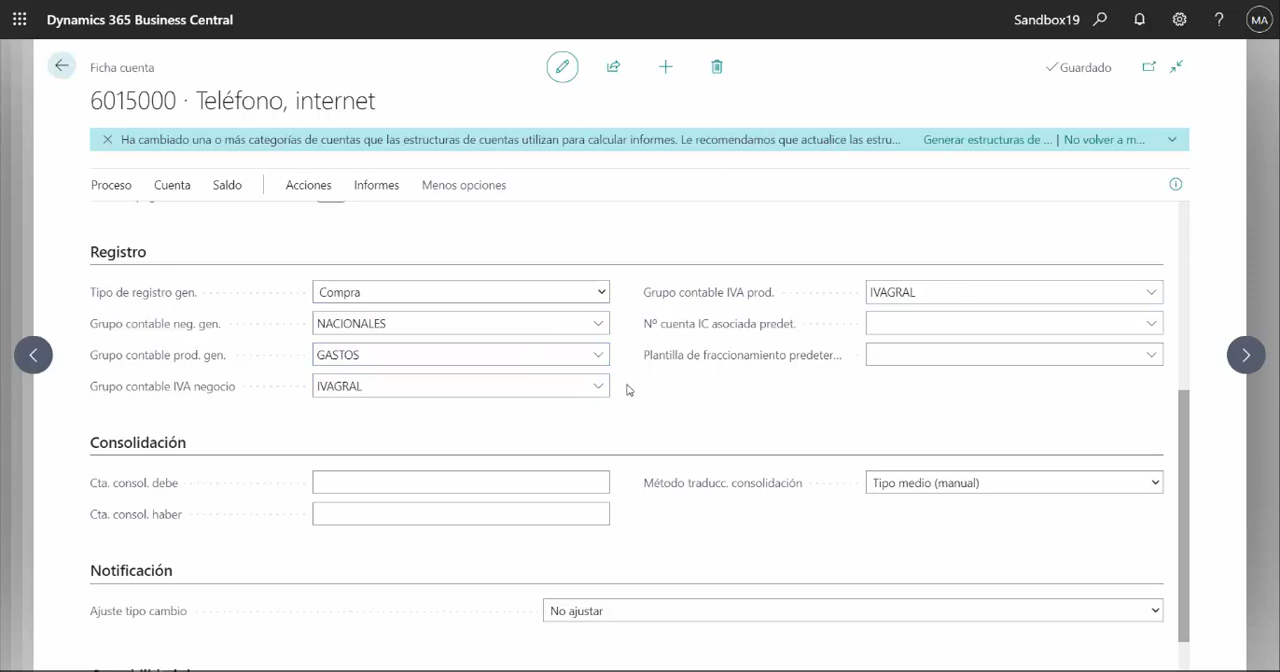 Dynamics 365 Business Central
Sandbox19
MA
Ficha cuenta
Guardado
6015000 · Teléfono, internet
Ha cambiado una o más categorías de cuentas que las estructuras de cuentas utilizan para calcular informes. Le recomendamos que actualice las estru...
Generar estructuras de ... | No volver a m...
Proceso Cuenta Saldo Acciones Informes Menos opciones
Registro
Tipo de registro gen. Compra
Grupo contable neg. gen. NACIONALES
Grupo contable prod. gen. GASTOS
Grupo contable IVA negocio IVAGRAL
Grupo contable IVA prod. IVAGRAL
Nº cuenta IC asociada predet.
Plantilla de fraccionamiento predeter...
Consolidación
Cta. consol. debe
Cta. consol. haber
Método traducc. consolidación Tipo medio (manual)
Notificación
Ajuste tipo cambio No ajustar